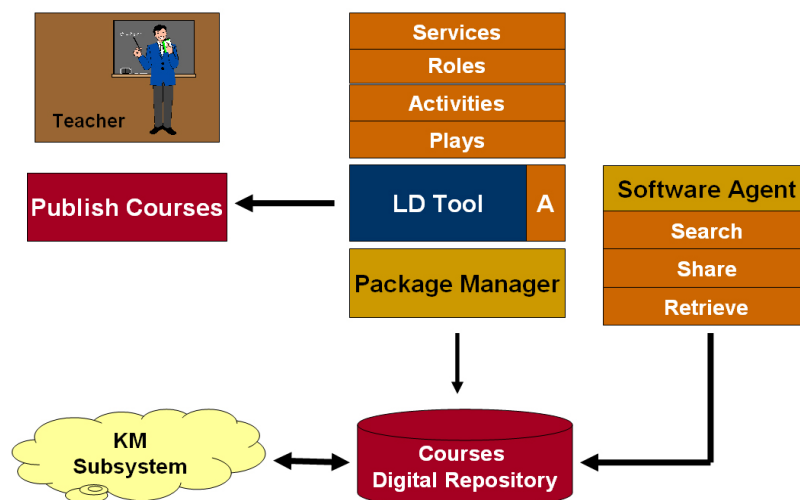 Teacher
Services
Roles
Activities
Plays
Publish Courses
LD Tool
A
Package Manager
Software Agent
Search
Share
Retrieve
KM
Subsystem
Courses
Digital Repository